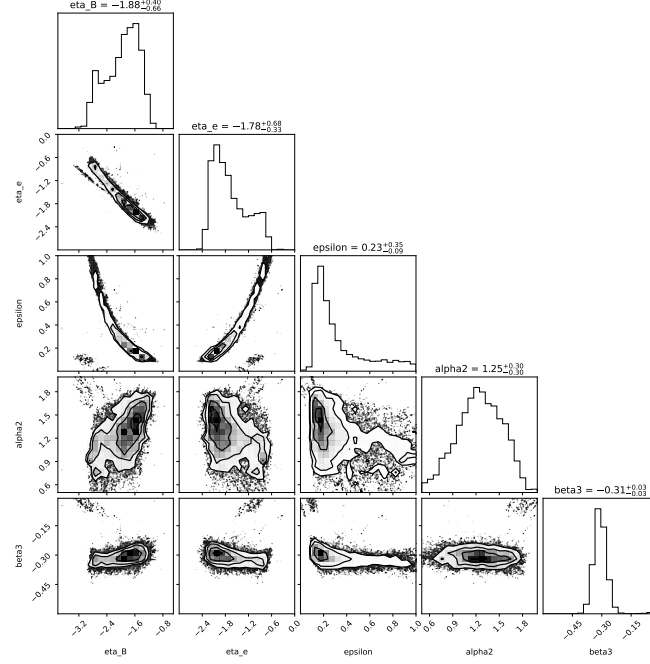 eta_B = −1.88+0.40 −0.66
0.0
eta_e = −1.78+0.68 −0.33
−0.6
−1.2
−1.8
−2.4
eta_e
1.0
epsilon = 0.23+0.35 −0.09
0.8
0.6
0.4
0.2
epsilon
alpha2 = 1.25+0.30 −0.30
1.8
1.5
1.2
0.9
0.6
alpha2
beta3 = −0.31+0.03 −0.03
−0.15
−0.30
−0.45
beta3
−3.2 −2.4 −1.6 −0.8 −2.4 −1.8 −1.2 −0.6 0.0 0.2 0.4 0.6 0.8 1.0 0.6 0.9 1.2 1.5 1.8 −0.45 −0.30 −0.15
eta_B eta_e epsilon alpha2 beta3